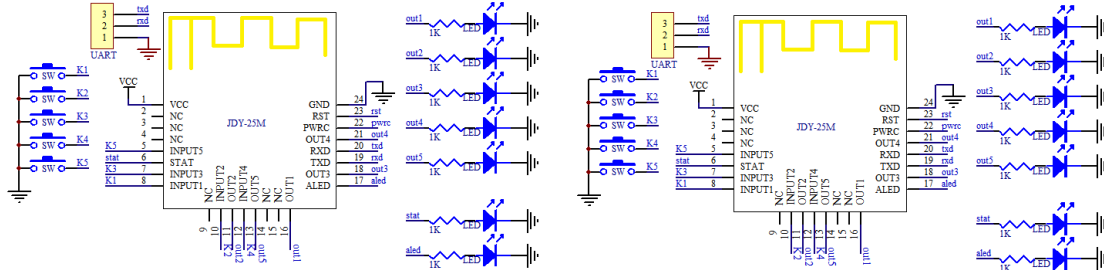 3 txd
2 rxd
1
UART
SW K1
SW K2
SW K3
SW K4
SW K5
VCC
JDY-25M
1 VCC
2 NC
3 NC
4 NC
K5 5 INPUT5
stat 6 STAT
K3 7 INPUT3
K1 8 INPUT1
GND 24
RST 23 rst
PWRC 22 pwrc
OUT4 21 out4
RXD 20 txd
TXD 19 rxd
OUT3 18 out3
ALED 17 aled
NC 9
INPUT2 10
OUT2 11 K2
INPUT4 12 out2
OUT5 13 K4
NC 14 out5
NC 15
OUT1 16 out1
out1 1K LED
out2 1K LED
out3 1K LED
out4 1K LED
out5 1K LED
stat 1K LED
aled 1K LED
3 txd
2 rxd
1
UART
SW K1
SW K2
SW K3
SW K4
SW K5
VCC
JDY-25M
1 VCC
2 NC
3 NC
4 NC
K5 5 INPUT5
stat 6 STAT
K3 7 INPUT3
K1 8 INPUT1
GND 24
RST 23 rst
PWRC 22 pwrc
OUT4 21 out4
RXD 20 txd
TXD 19 rxd
OUT3 18 out3
ALED 17 aled
NC 9
INPUT2 10
OUT2 11 K2
INPUT4 12 out2
OUT5 13 K4
NC 14 out5
NC 15
OUT1 16 out1
out1 1K LED
out2 1K LED
out3 1K LED
out4 1K LED
out5 1K LED
stat 1K LED
aled 1K LED